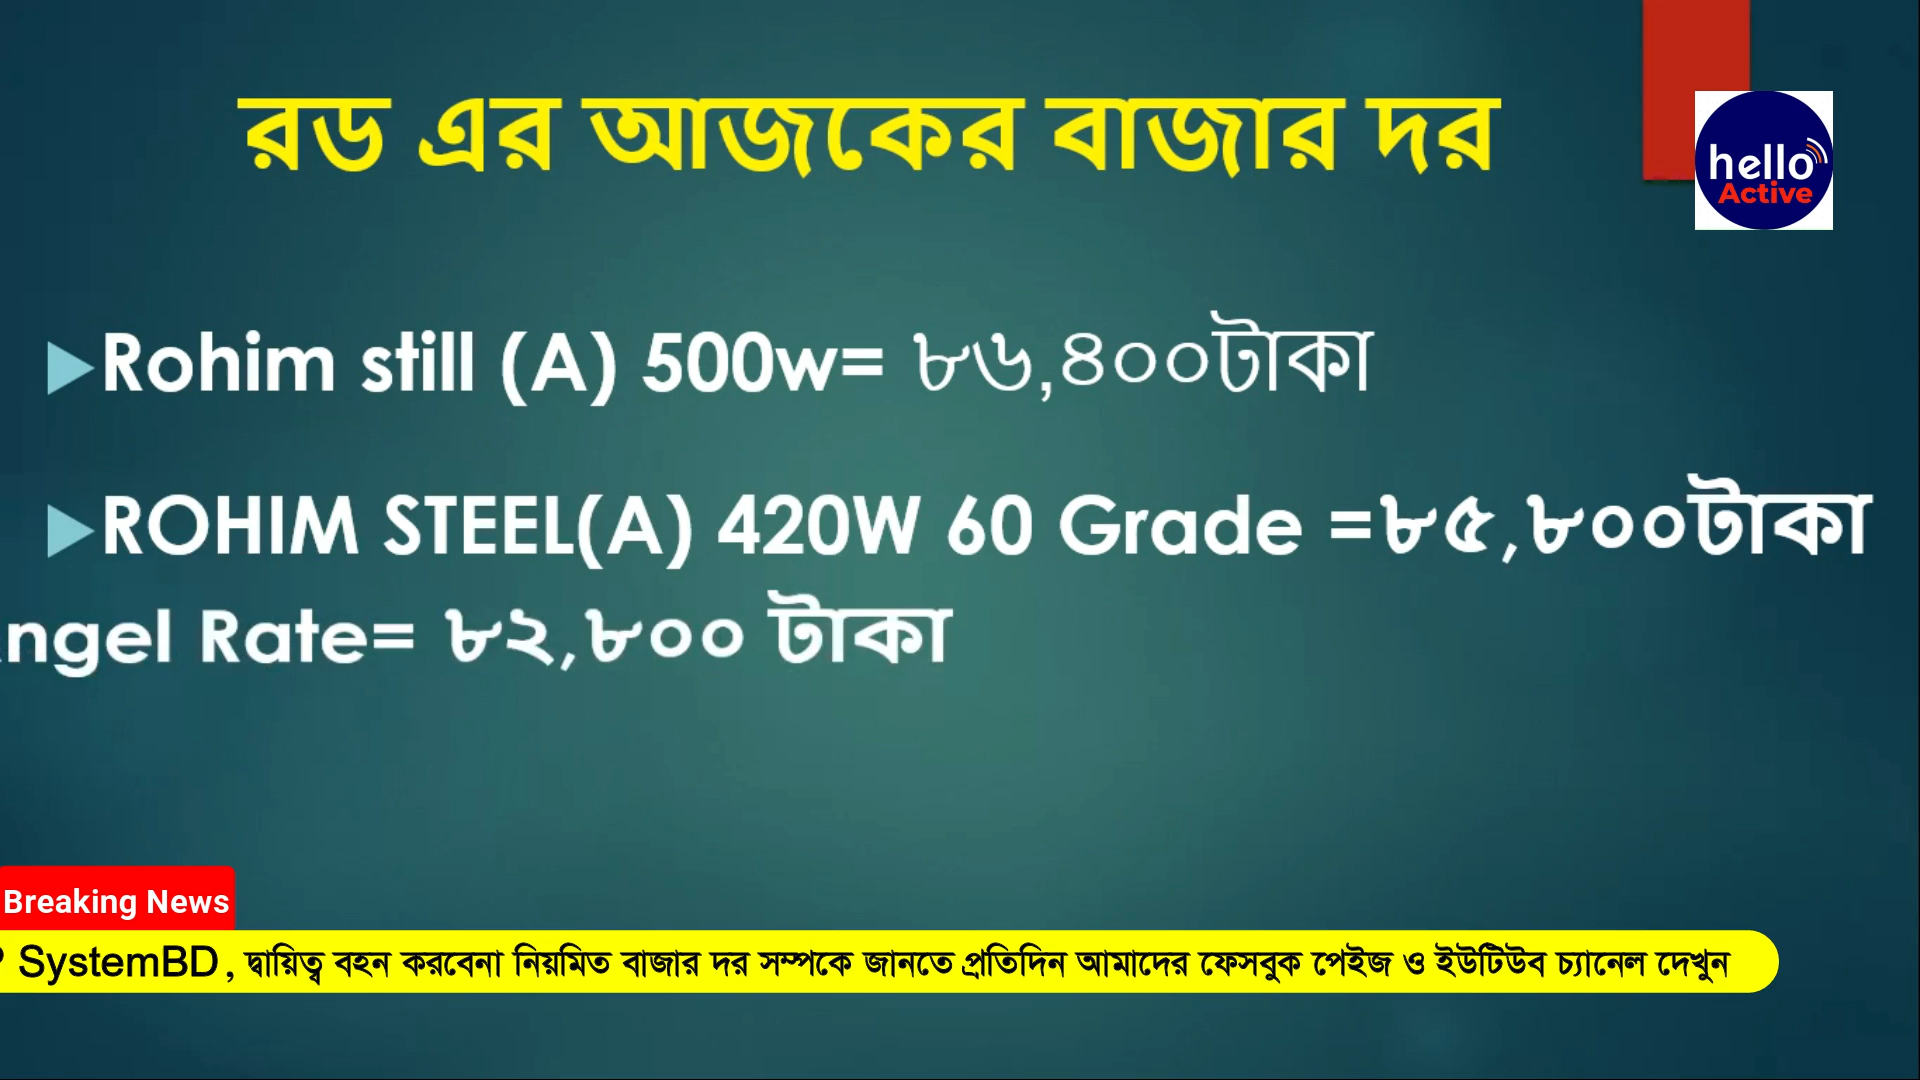 রড এর আজকের বাজার দর
hello
Active
Rohim still (A) 500w= ৮৬,৪০০টাকা
ROHIM STEEL(A) 420W 60 Grade =৮৫,৮০০টাকা
ngel Rate= ৮২,৮০০ টাকা
Breaking News
SystemBD, দ্বায়িত্ব বহন করবেনা নিয়মিত বাজার দর সম্পকে জানতে প্রতিদিন আমাদের ফেসবুক পেইজ ও ইউটিউব চ্যানেল দেখুন